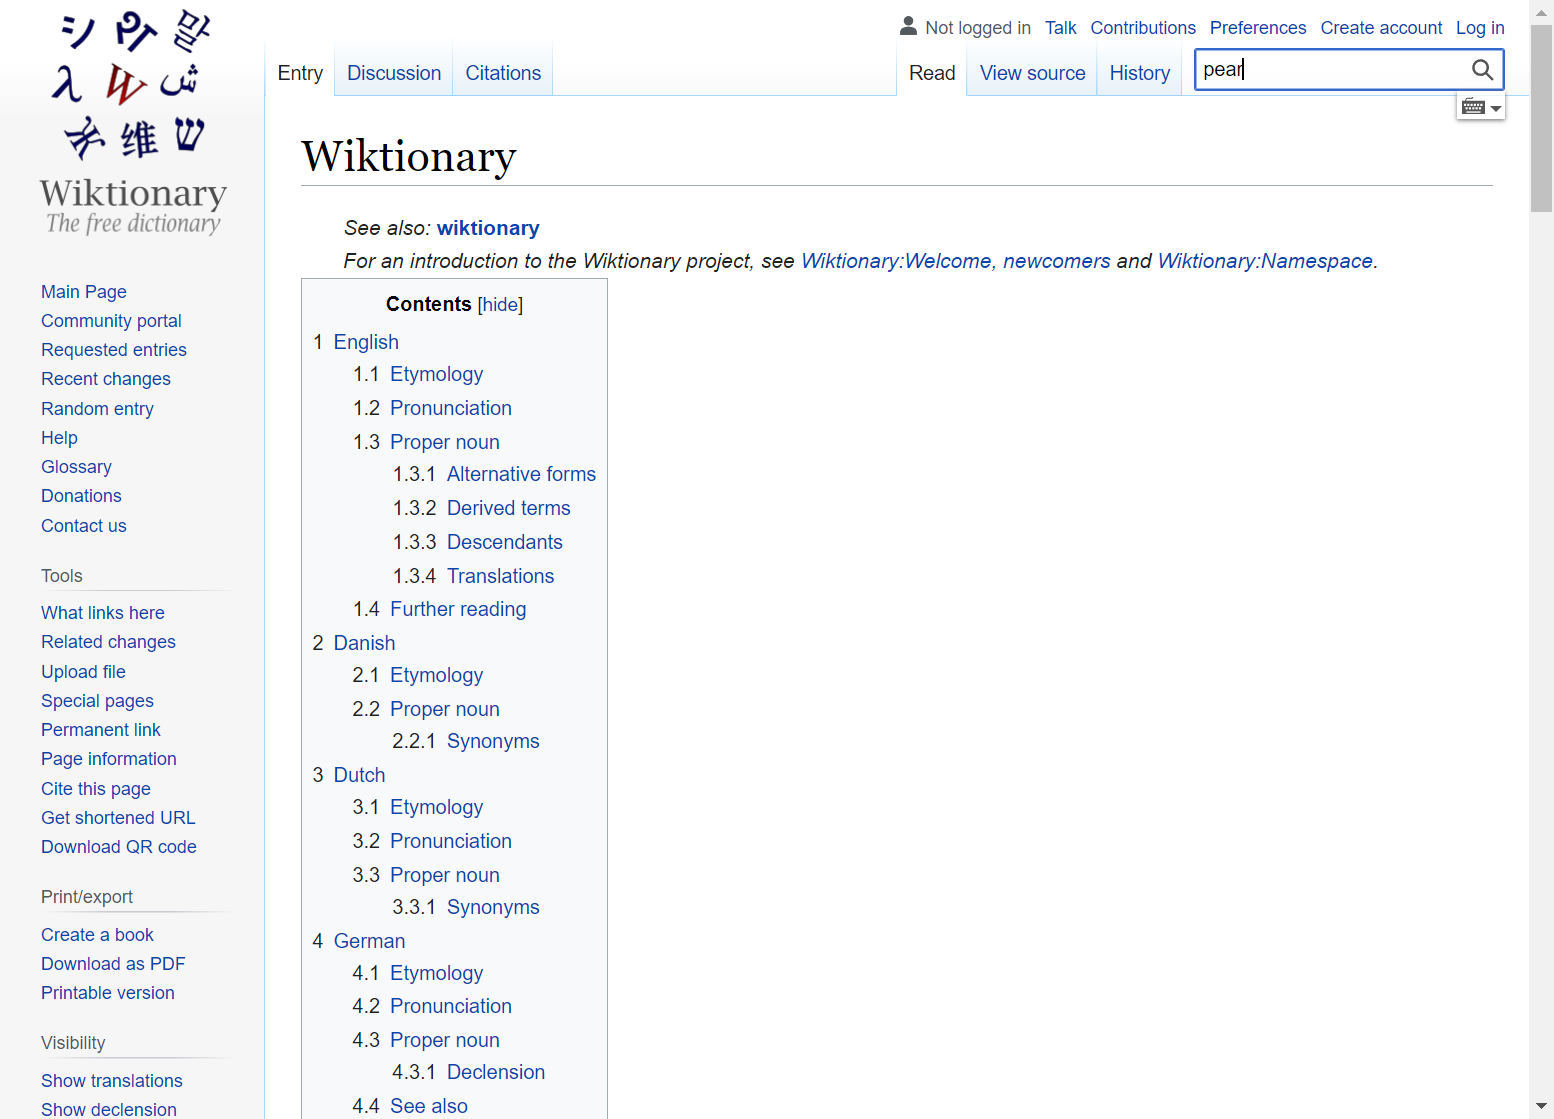 シ
말
λ
W
ش
维
ש
Wiktionary
The free dictionary
Not logged in Talk Contributions Preferences Create account Log in
Entry Discussion Citations Read View source History pear
Wiktionary
See also: wiktionary
For an introduction to the Wiktionary project, see Wiktionary:Welcome, newcomers and Wiktionary:Namespace.
Contents [hide]
1 English
1.1 Etymology
1.2 Pronunciation
1.3 Proper noun
1.3.1 Alternative forms
1.3.2 Derived terms
1.3.3 Descendants
1.3.4 Translations
1.4 Further reading
2 Danish
2.1 Etymology
2.2 Proper noun
2.2.1 Synonyms
3 Dutch
3.1 Etymology
3.2 Pronunciation
3.3 Proper noun
3.3.1 Synonyms
4 German
4.1 Etymology
4.2 Pronunciation
4.3 Proper noun
4.3.1 Declension
4.4 See also
Main Page
Community portal
Requested entries
Recent changes
Random entry
Help
Glossary
Donations
Contact us
Tools
What links here
Related changes
Upload file
Special pages
Permanent link
Page information
Cite this page
Get shortened URL
Download QR code
Print/export
Create a book
Download as PDF
Printable version
Visibility
Show translations
Show declension